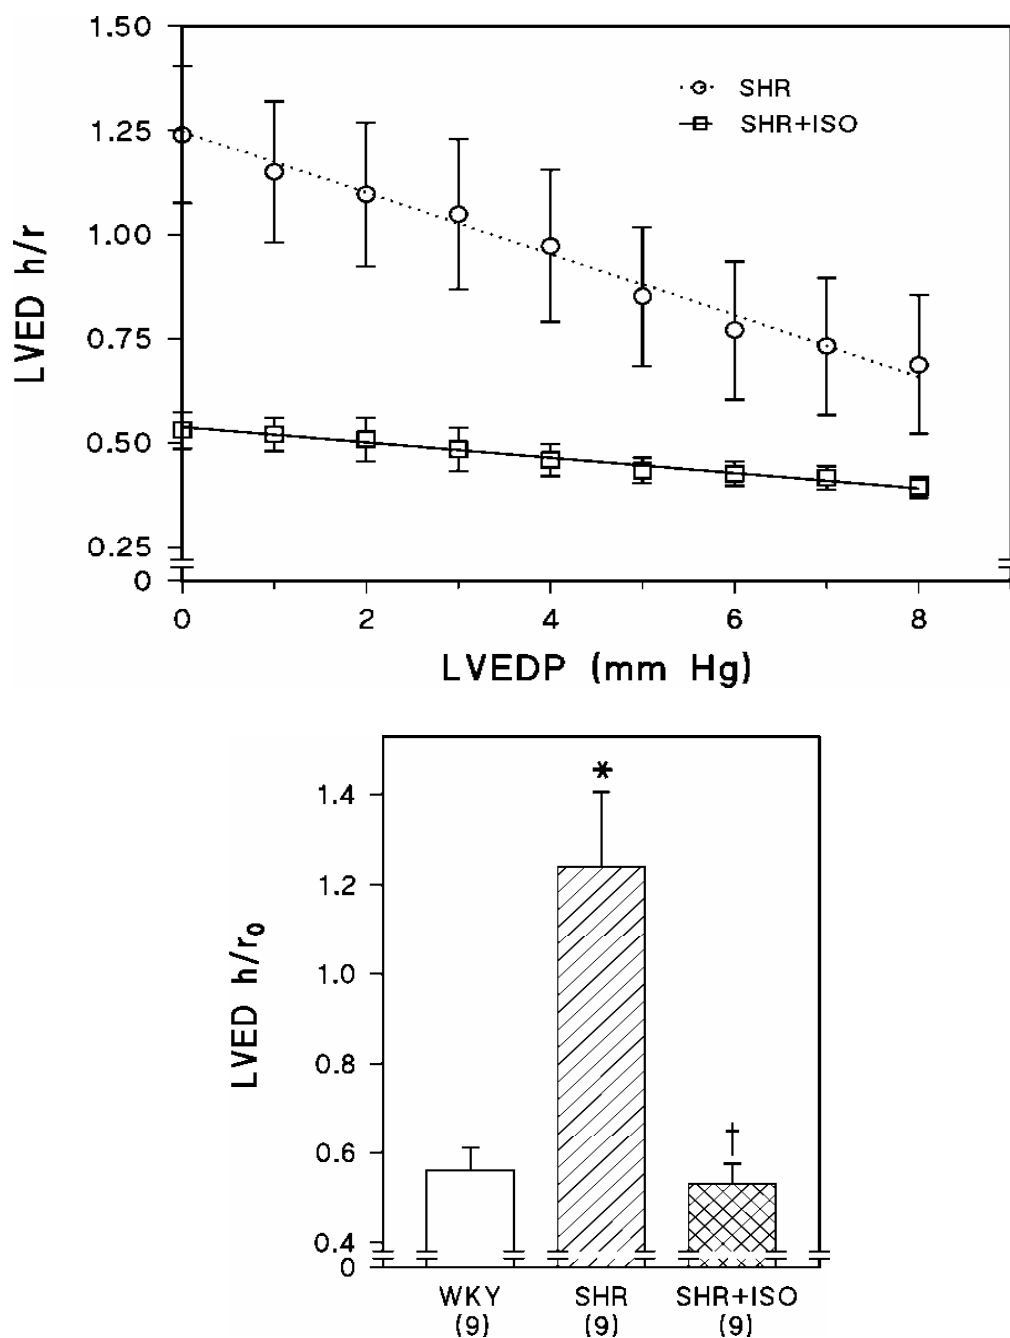 1.50
1.25
1.00
0.75
0.50
0.25
0
LVED h/r
SHR
SHR+ISO
0 2 4 6 8
LVEDP (mm Hg)
1.4
1.2
1.0
0.8
0.6
0.4
0
LVED h/r₀
*
†
WKY SHR SHR+ISO
(9) (9) (9)